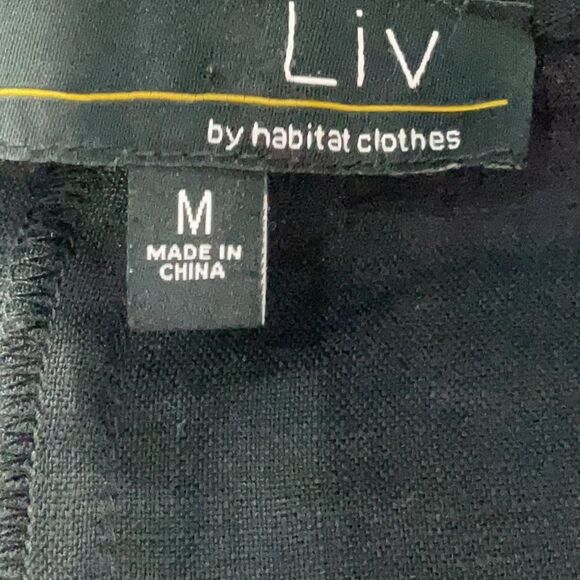 Liv
by habitat clothes
M
MADE IN
CHINA